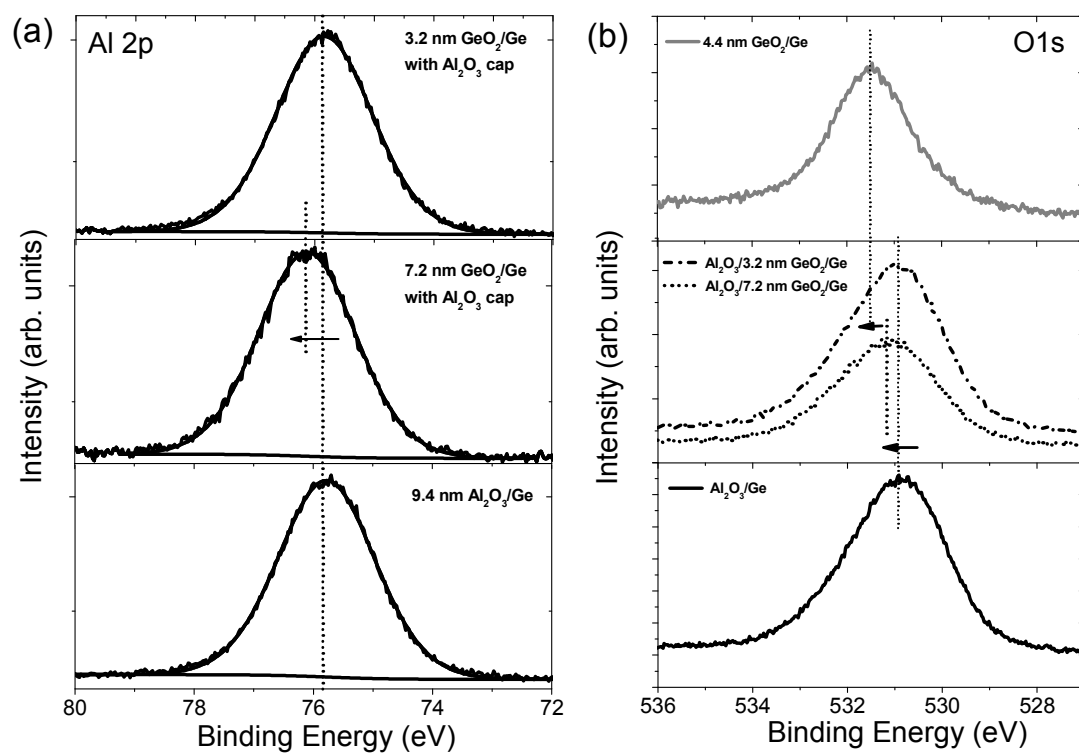 (a)
Al 2p
3.2 nm GeO₂/Ge
with Al₂O₃ cap
7.2 nm GeO₂/Ge
with Al₂O₃ cap
9.4 nm Al₂O₃/Ge
Intensity (arb. units)
80 78 76 74 72
Binding Energy (eV)
(b)
O1s
4.4 nm GeO₂/Ge
Al₂O₃/3.2 nm GeO₂/Ge
Al₂O₃/7.2 nm GeO₂/Ge
Al₂O₃/Ge
Intensity (arb. units)
536 534 532 530 528
Binding Energy (eV)